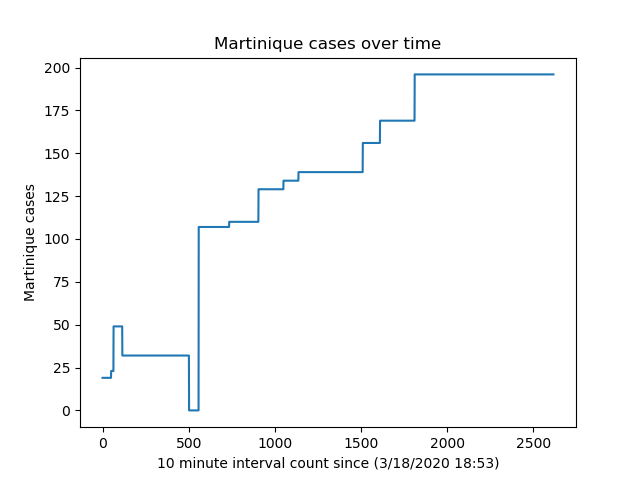 Martinique cases over time
200
175
150
125
100
75
50
25
0
Martinique cases
0 500 1000 1500 2000 2500
10 minute interval count since (3/18/2020 18:53)